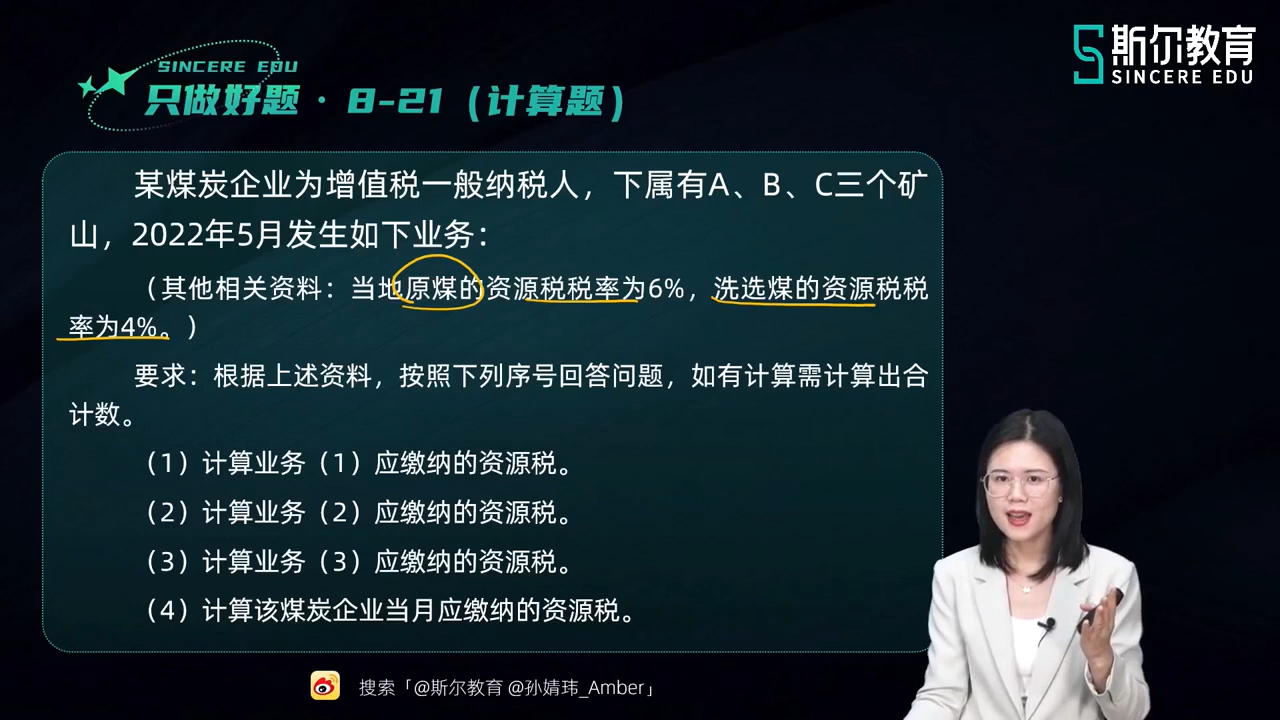 斯尔教育
SINCERE EDU
SINCERE EDU
只做好题·8-21（计算题）
某煤炭企业为增值税一般纳税人，下属有A、B、C三个矿
山，2022年5月发生如下业务：
（其他相关资料：当地原煤的资源税税率为6%，洗选煤的资源税税
率为4%。）
要求：根据上述资料，按照下列序号回答问题，如有计算需计算出合
计数。
（1）计算业务（1）应缴纳的资源税。
（2）计算业务（2）应缴纳的资源税。
（3）计算业务（3）应缴纳的资源税。
（4）计算该煤炭企业当月应缴纳的资源税。
搜索「@斯尔教育 @孙婧玮_Amber」